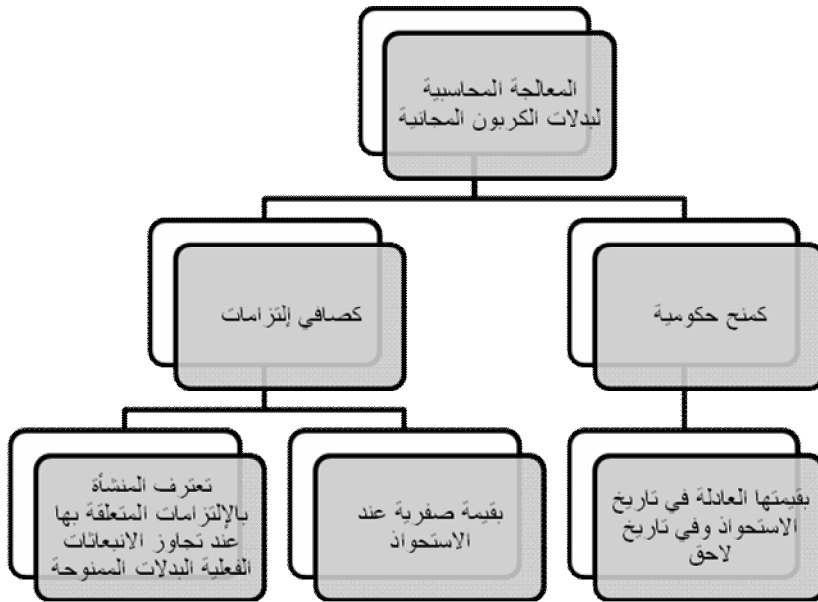 المعالجة المحاسبية
لبدلات الكربون المجانية
كمنح حكومية
كصافي إلتزامات
بقيمتها العادلة في تاريخ
الاستحواذ وفي تاريخ
لاحق
بقيمة صفرية عند
الاستحواذ
تعترف المنشأة
بالإلتزامات المتعلقة بها
عند تجاوز الانبعاثات
الفعلية البدلات الممنوحة